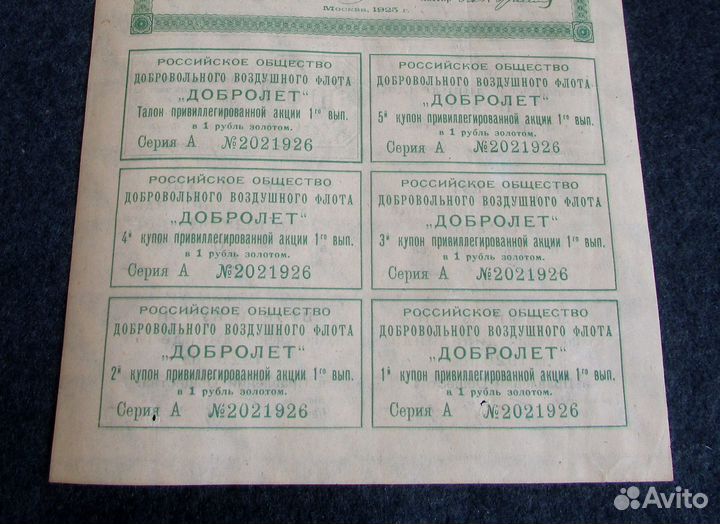 Москва, 1925 г.
РОССИЙСКОЕ ОБЩЕСТВО
ДОБРОВОЛЬНОГО ВОЗДУШНОГО ФЛОТА
„ДОБРОЛЕТ“
Талон привиллегированной акции 1го вып.
в 1 рубль золотом.
Серия А №2021926
РОССИЙСКОЕ ОБЩЕСТВО
ДОБРОВОЛЬНОГО ВОЗДУШНОГО ФЛОТА
„ДОБРОЛЕТ“
5й купон привиллегированной акции 1го вып.
в 1 рубль золотом.
Серия А №2021926
РОССИЙСКОЕ ОБЩЕСТВО
ДОБРОВОЛЬНОГО ВОЗДУШНОГО ФЛОТА
„ДОБРОЛЕТ“
4й купон привиллегированной акции 1го вып.
в 1 рубль золотом.
Серия А №2021926
РОССИЙСКОЕ ОБЩЕСТВО
ДОБРОВОЛЬНОГО ВОЗДУШНОГО ФЛОТА
„ДОБРОЛЕТ“
3й купон привиллегированной акции 1го вып.
в 1 рубль золотом.
Серия А №2021926
РОССИЙСКОЕ ОБЩЕСТВО
ДОБРОВОЛЬНОГО ВОЗДУШНОГО ФЛОТА
„ДОБРОЛЕТ“
2й купон привиллегированной акции 1го вып.
в 1 рубль золотом.
Серия А №2021926
РОССИЙСКОЕ ОБЩЕСТВО
ДОБРОВОЛЬНОГО ВОЗДУШНОГО ФЛОТА
„ДОБРОЛЕТ“
1й купон привиллегированной акции 1го вып.
в 1 рубль золотом.
Серия А №2021926
Avito